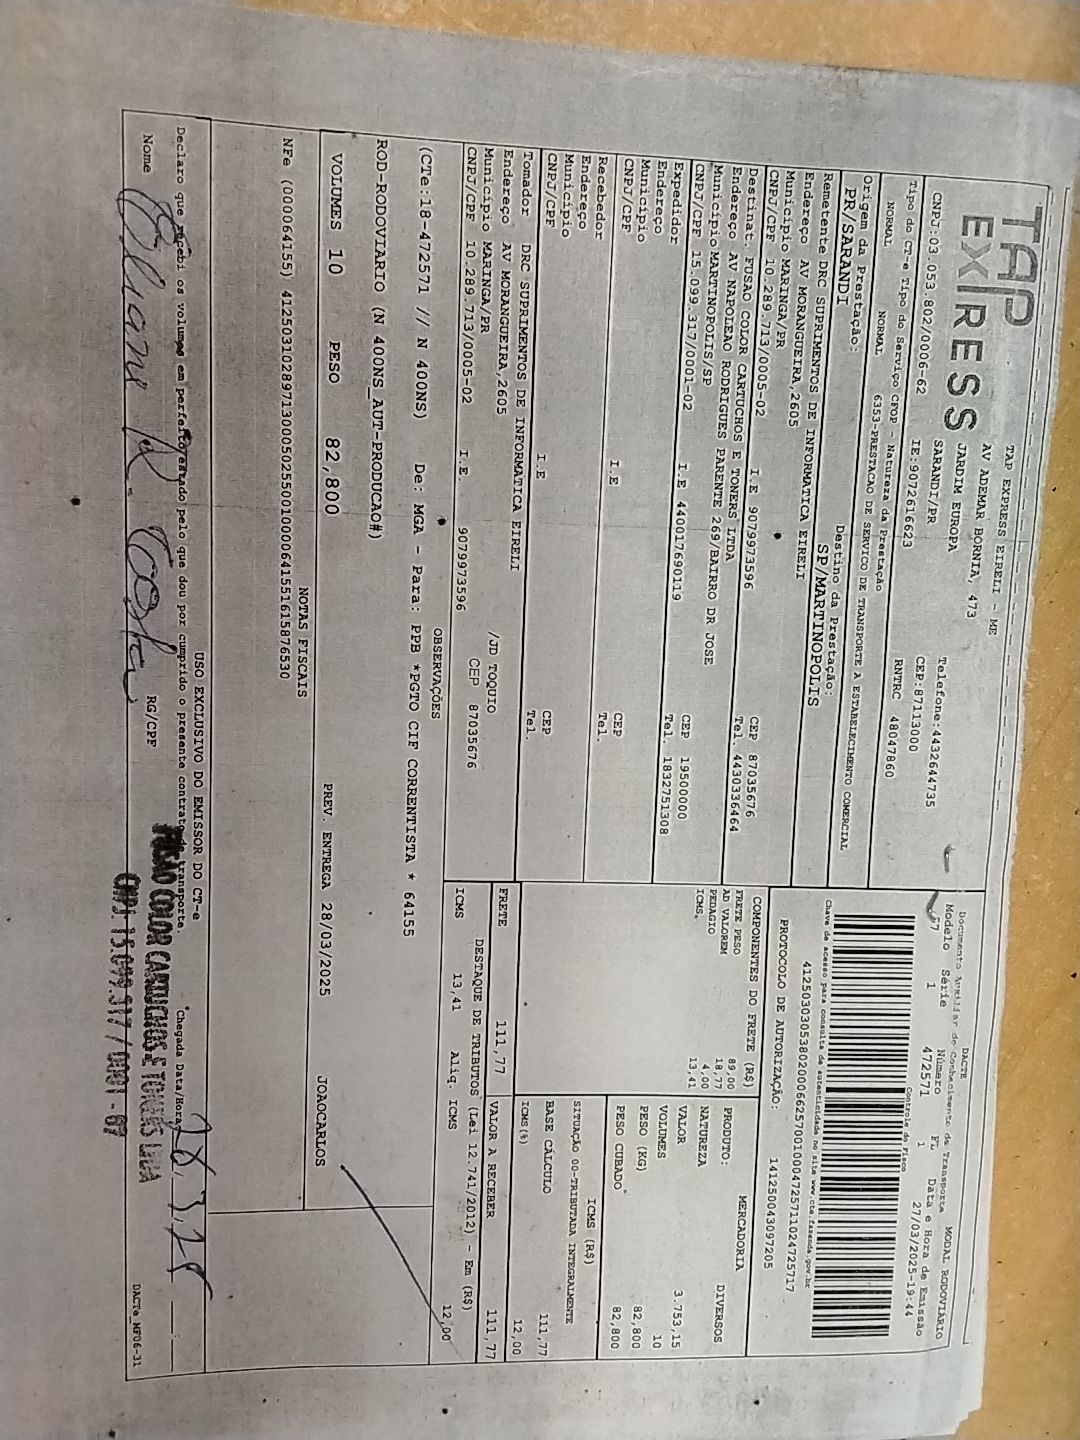 TAP EXPRESS
TAP EXPRESS EIRELI - ME
AV ADEMAR BORNIA, 473
JARDIM EUROPA
SARANDI/PR
CNPJ:03.053.802/0006-62 IE:9072616623
Telefone:4432644735
CEP:87113000
RNTRC 48047860
DACTE
Documento Auxiliar do Conhecimento de Transporte MODAL RODOVIÁRIO
Modelo Série Número FL Data e Hora de Emissão
57 1 472571 1 27/03/2025-19:44
Controle do Fisco
Chave de acesso para consulta de autenticidade no site www.cte.fazenda.gov.br
41250303053802000662570010004725711024725717
PROTOCOLO DE AUTORIZAÇÃO: 141250043097205
Tipo do CT-e Tipo do Serviço CFOP - Natureza da Prestação
NORMAL NORMAL 6353-PRESTACAO DE SERVICO DE TRANSPORTE A ESTABELECIMENTO COMERCIAL
Origem da Prestação: Destino da Prestação:
PR/SARANDI SP/MARTINOPOLIS
Remetente DRC SUPRIMENTOS DE INFORMATICA EIRELI
Endereço AV MORANGUEIRA,2605
Município MARINGA/PR CEP 87035676
CNPJ/CPF 10.289.713/0005-02 I.E 9079973596 Tel. 4430336464
Destinat. FUSAO COLOR CARTUCHOS E TONERS LTDA
Endereço AV NAPOLEAO RODRIGUES PARENTE 269/BAIRRO DR JOSE
Município MARTINOPOLIS/SP CEP 19500000
CNPJ/CPF 15.099.317/0001-02 I.E 440017690119 Tel. 1832751308
Expedidor
Endereço
Município CEP
CNPJ/CPF I.E Tel.
Recebedor
Endereço
Município CEP
CNPJ/CPF I.E Tel.
Tomador DRC SUPRIMENTOS DE INFORMATICA EIRELI
Endereço AV MORANGUEIRA,2605 /JD TOQUIO
Município MARINGA/PR CEP 87035676
CNPJ/CPF 10.289.713/0005-02 I.E. 9079973596
COMPONENTES DO FRETE (R$)
FRETE PESO 89,00
AD VALOREM 18,77
PEDAGIO 4,00
ICMS. 13,41
PRODUTO: MERCADORIA
NATUREZA DIVERSOS
VALOR 3.753,15
VOLUMES 10
PESO (KG) 82,800
PESO CUBADO 82,800
ICMS (R$)
SITUAÇÃO 00-TRIBUTADA INTEGRALMENTE
BASE CÁLCULO 111,77
ICMS(%) 12,00
FRETE 111,77 VALOR A RECEBER 111,77
DESTAQUE DE TRIBUTOS (Lei 12.741/2012) - Em (R$)
ICMS 13,41 Aliq. ICMS 12,00
OBSERVAÇÕES
(CTe:18-472571 // N 400NS) De: MGA - Para: PPB *PGTO CIF CORRENTISTA * 64155
ROD-RODOVIARIO (N 400NS_AUT-PRODUCAO#)
VOLUMES 10 PESO 82,800 PREV. ENTREGA 28/03/2025 JOAOCARLOS
NOTAS FISCAIS
NFe (000064155) 41250310289713000502550010000641551615876530
USO EXCLUSIVO DO EMISSOR DO CT-e
Declaro que recebi os volumes em perfeito estado pelo que dou por cumprido o presente contrato de transporte.
Chegada Data/Hora 28.3.25
Nome Eliane R. Costa RG/CPF
FUSÃO COLOR CARTUCHOS E TONERS LTDA
CNPJ: 15.099.317 / 0001 - 02
DACTe_MF06-31